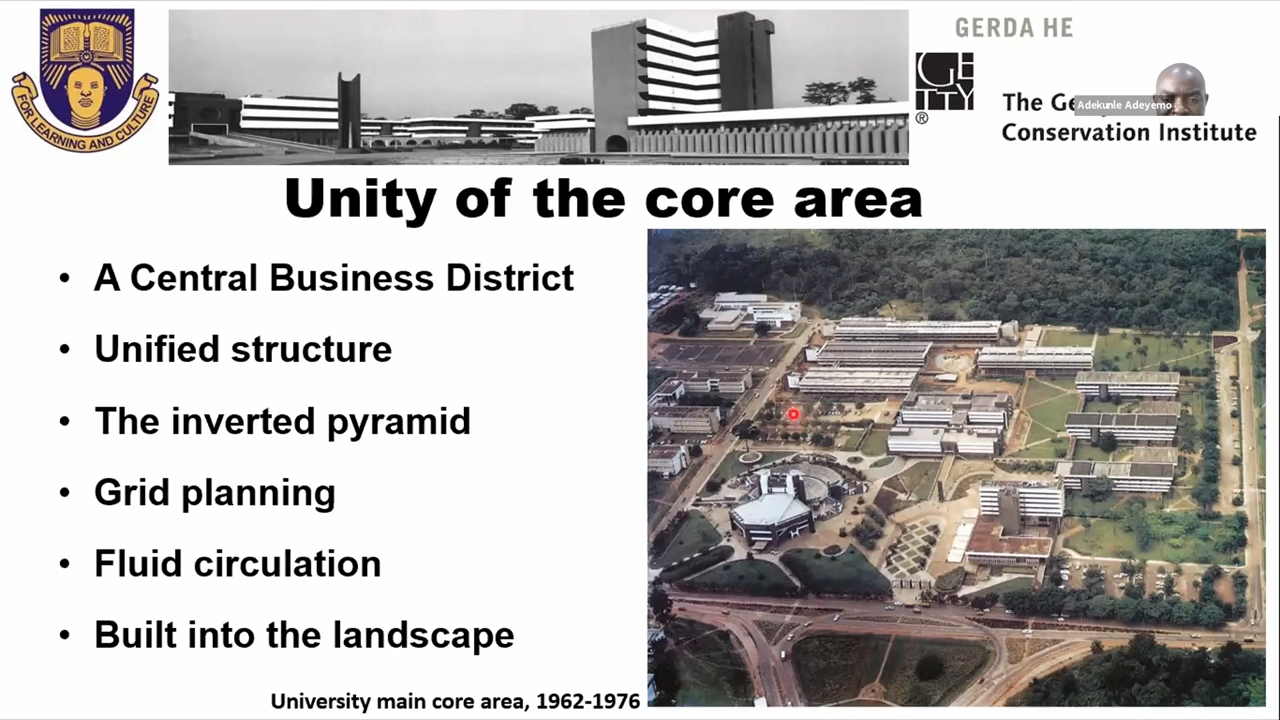 FOR LEARNING AND CULTURE
GERDA HE
GETTY
®
The Ge
Adekunle Adeyemo
Conservation Institute
Unity of the core area
• A Central Business District
• Unified structure
• The inverted pyramid
• Grid planning
• Fluid circulation
• Built into the landscape
University main core area, 1962-1976